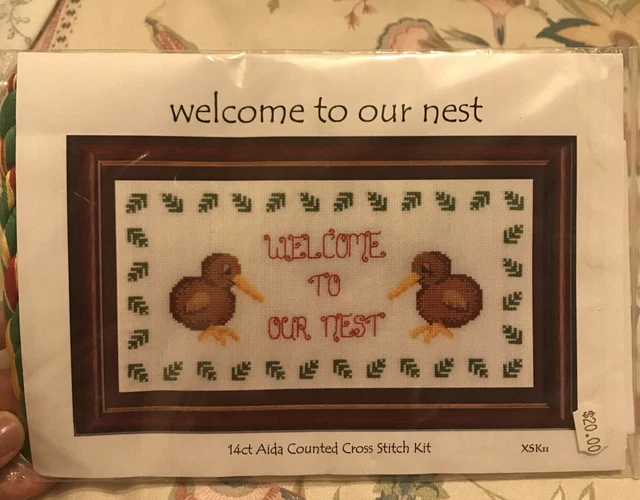 welcome to our nest
WELCOME
TO
OUR NEST
14ct Aida Counted Cross Stitch Kit
XSK11
$20.00